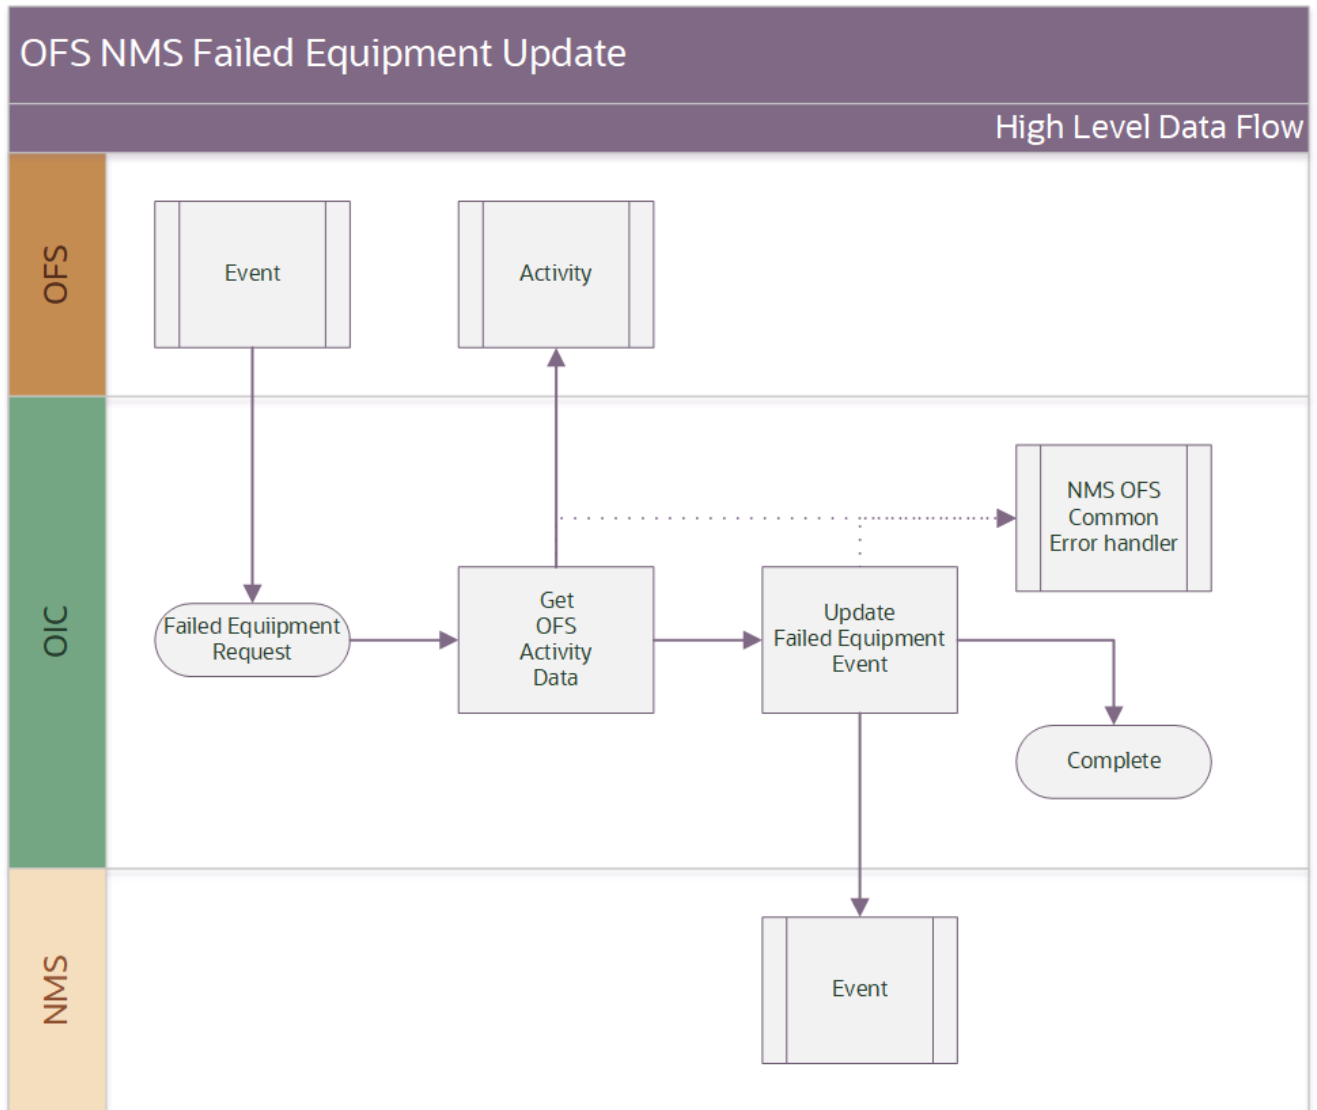 OFS NMS Failed Equipment Update
High Level Data Flow
OFS
Event
Activity
OIC
NMS OFS
Common
Error handler
Failed Equiipment
Request
Get
OFS
Activity
Data
Update
Failed Equipment
Event
Complete
NMS
Event